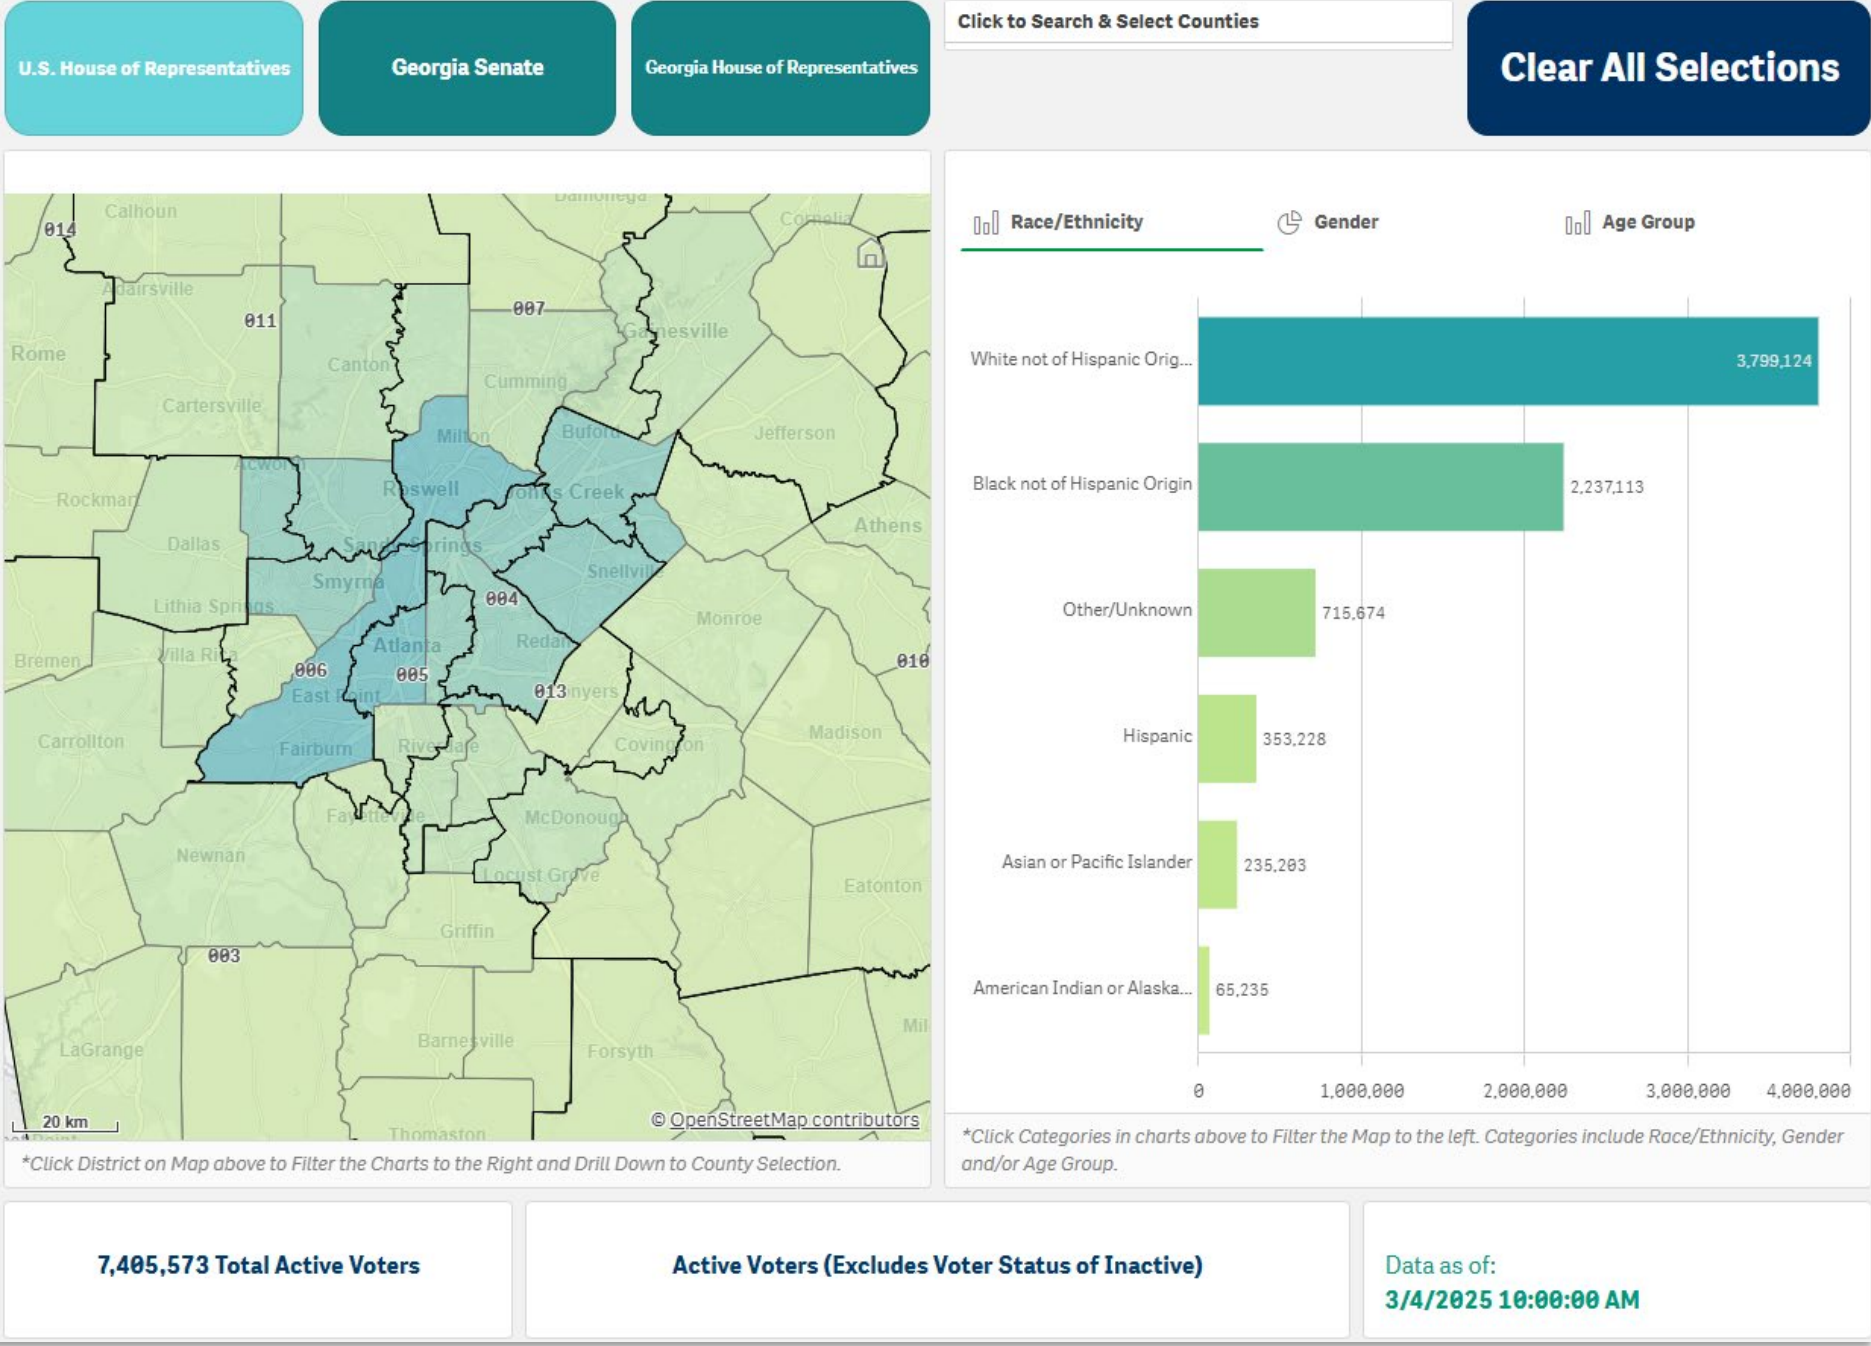 U.S. House of Representatives
Georgia Senate
Georgia House of Representatives
Click to Search & Select Counties
Clear All Selections
Dahlonega
Calhoun
Cornelia
014
Adairsville
007
011
Gainesville
Rome
Canton
Cumming
Cartersville
Milton
Buford
Jefferson
Acworth
Roswell
Johns Creek
Rockmart
Athens
Dallas
Sandy Springs
Smyrna
Snellville
004
Lithia Springs
Monroe
Atlanta
Redan
Bremen
Villa Rica
006
005
010
East Point
013
Conyers
Carrollton
Fairburn
Riverdale
Covington
Madison
Fayetteville
McDonough
Newnan
Locust Grove
Eatonton
Griffin
003
Mil
Barnesville
LaGrange
Forsyth
20 km
Thomaston
© OpenStreetMap contributors
*Click District on Map above to Filter the Charts to the Right and Drill Down to County Selection.
Race/Ethnicity
Gender
Age Group
White not of Hispanic Orig...
3,799,124
Black not of Hispanic Origin
2,237,113
Other/Unknown
715,674
Hispanic
353,228
Asian or Pacific Islander
235,203
American Indian or Alaska...
65,235
0
1,000,000
2,000,000
3,000,000
4,000,000
*Click Categories in charts above to Filter the Map to the left. Categories include Race/Ethnicity, Gender
and/or Age Group.
7,405,573 Total Active Voters
Active Voters (Excludes Voter Status of Inactive)
Data as of:
3/4/2025 10:00:00 AM